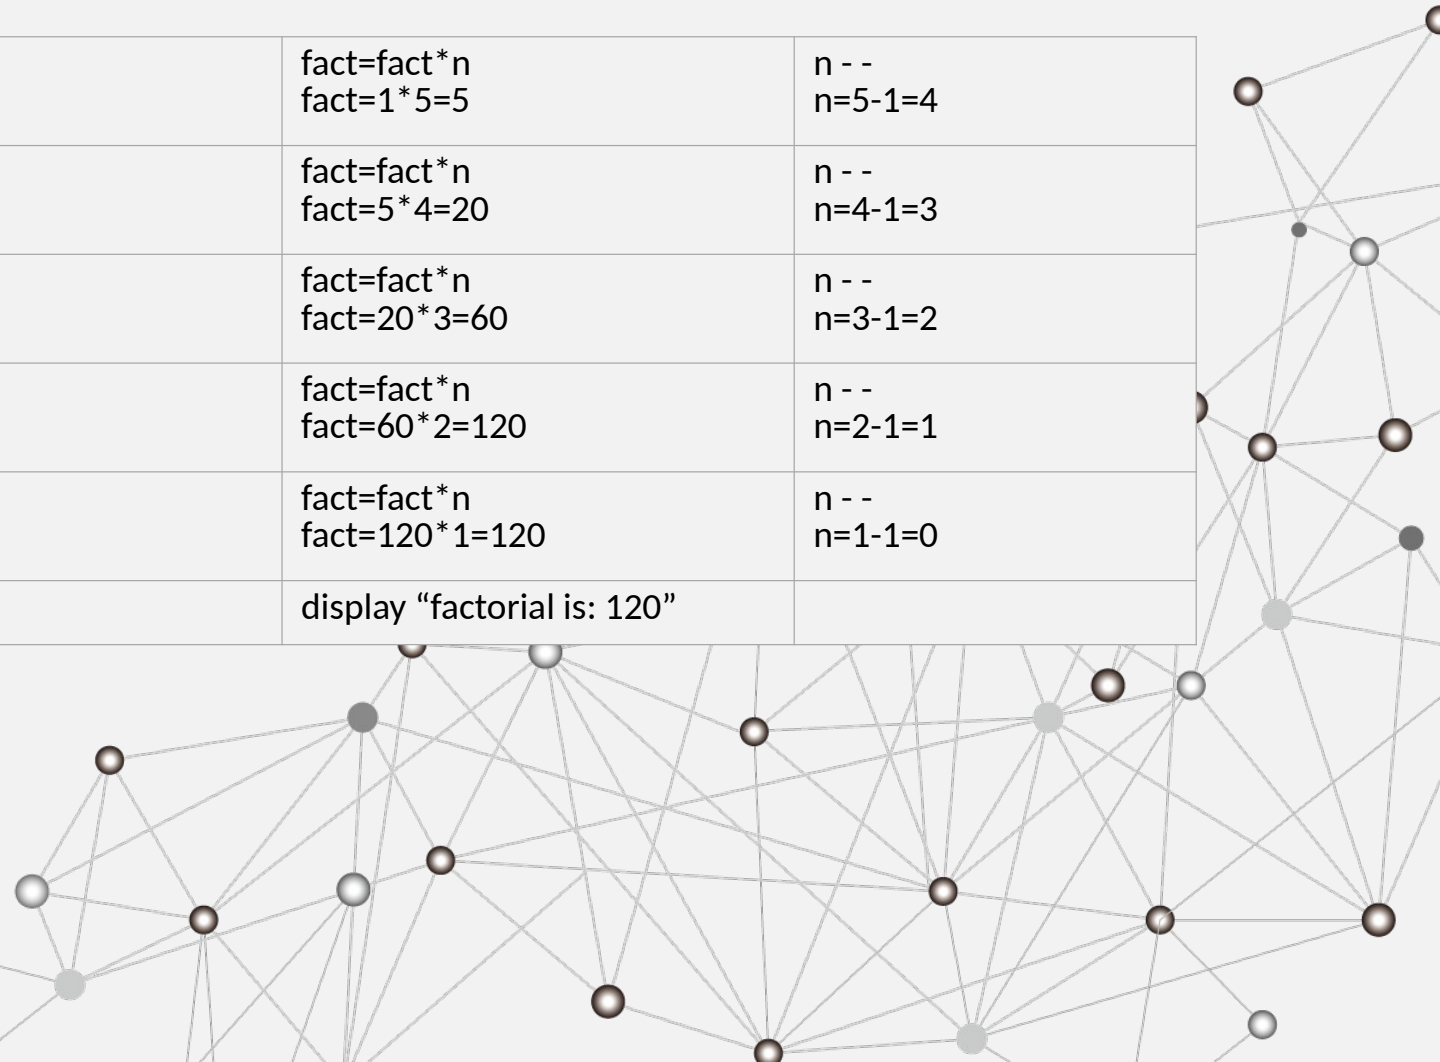 fact=fact*n
fact=1*5=5
n - -
n=5-1=4
fact=fact*n
fact=5*4=20
n - -
n=4-1=3
fact=fact*n
fact=20*3=60
n - -
n=3-1=2
fact=fact*n
fact=60*2=120
n - -
n=2-1=1
fact=fact*n
fact=120*1=120
n - -
n=1-1=0
display “factorial is: 120”